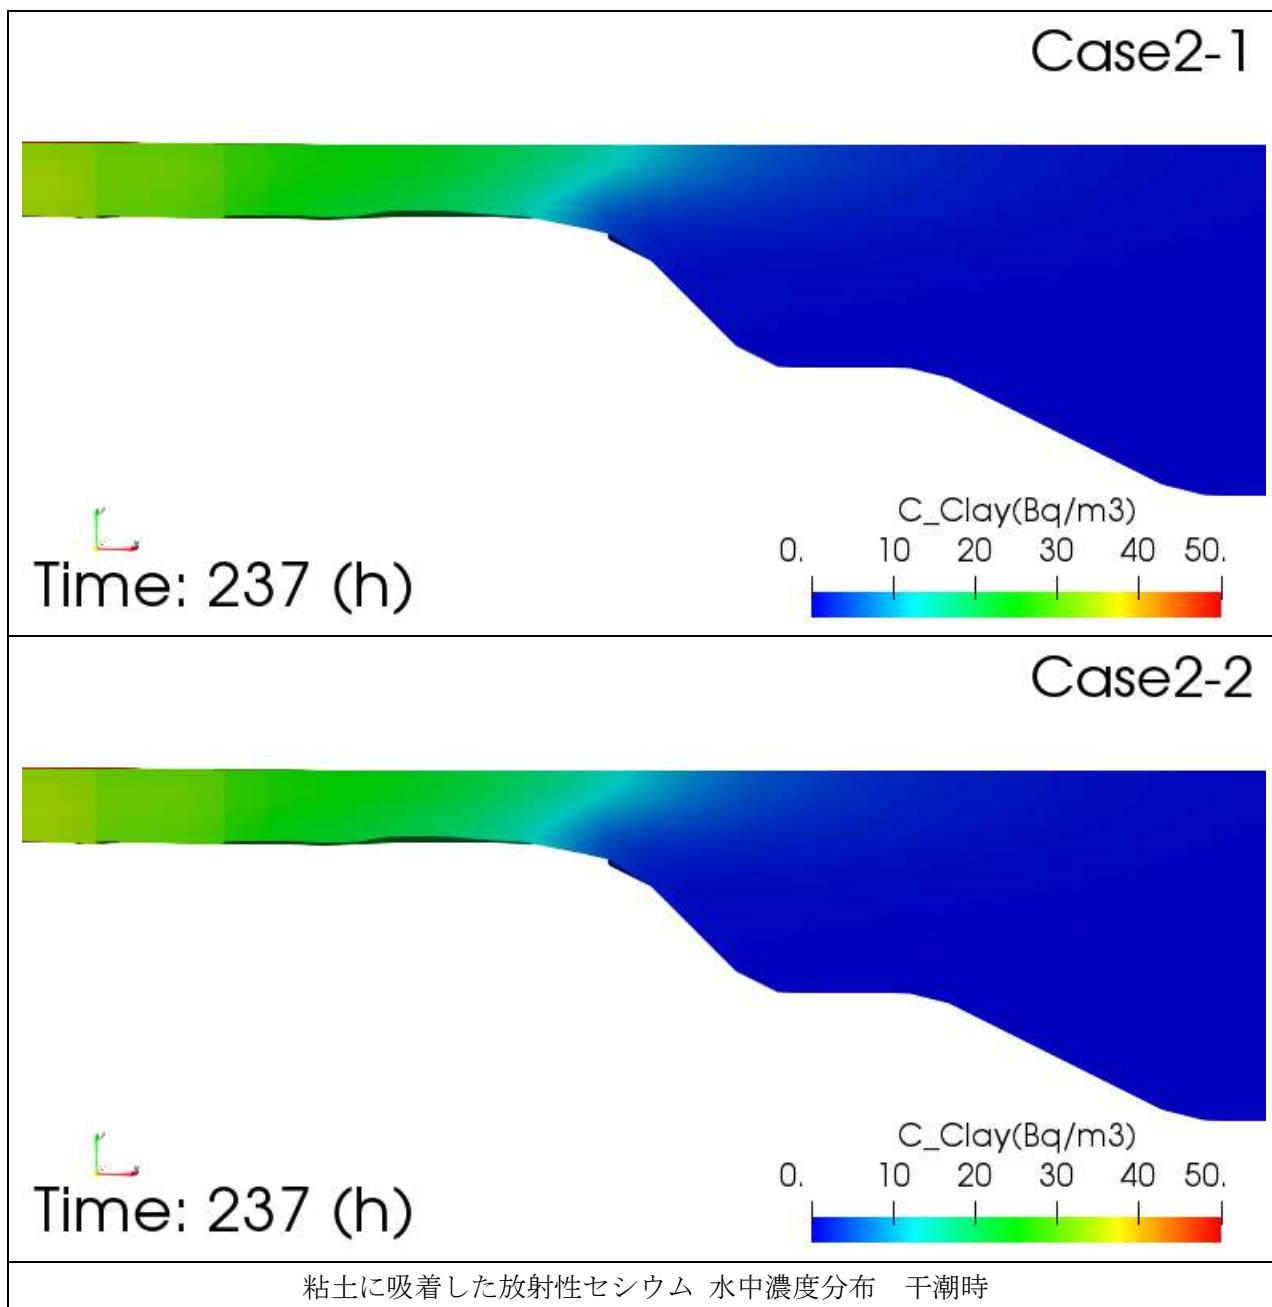 Case2-1
C_Clay(Bq/m3)
0. 10 20 30 40 50.
Time: 237 (h)
Case2-2
C_Clay(Bq/m3)
0. 10 20 30 40 50.
Time: 237 (h)
粘土に吸着した放射性セシウム 水中濃度分布　干潮時